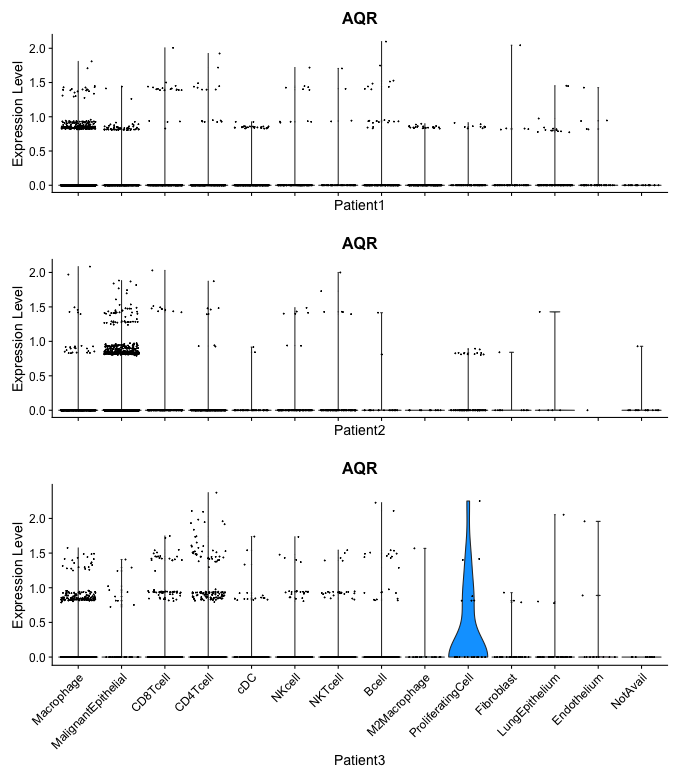 AQR
Expression Level
2.0
1.5
1.0
0.5
0.0
Patient1
AQR
Expression Level
2.0
1.5
1.0
0.5
0.0
Patient2
AQR
Expression Level
2.0
1.5
1.0
0.5
0.0
Macrophage
MalignantEpithelial
CD8Tcell
CD4Tcell
cDC
NKcell
NKTcell
Bcell
M2Macrophage
ProliferatingCell
Fibroblast
LungEpithelium
Endothelium
NotAvail
Patient3